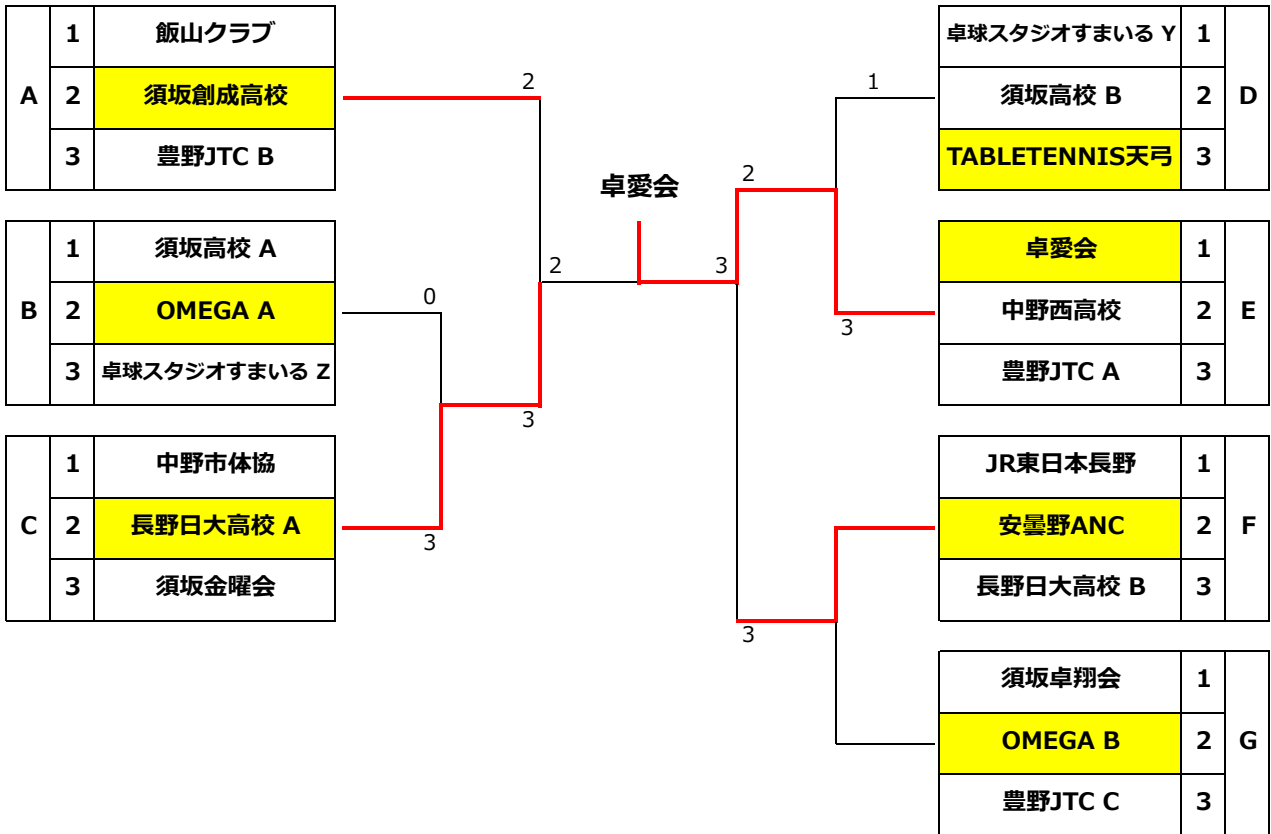 A
1 飯山クラブ
2 須坂創成高校
3 豊野JTC B
B
1 須坂高校 A
2 OMEGA A
3 卓球スタジオすまいる Z
C
1 中野市体協
2 長野日大高校 A
3 須坂金曜会
2
0
3
3
2
卓愛会
3
2
3
1
3
卓球スタジオすまいる Y 1
須坂高校 B 2
TABLETENNIS天弓 3
D
卓愛会 1
中野西高校 2
豊野JTC A 3
E
JR東日本長野 1
安曇野ANC 2
長野日大高校 B 3
F
須坂卓翔会 1
OMEGA B 2
豊野JTC C 3
G